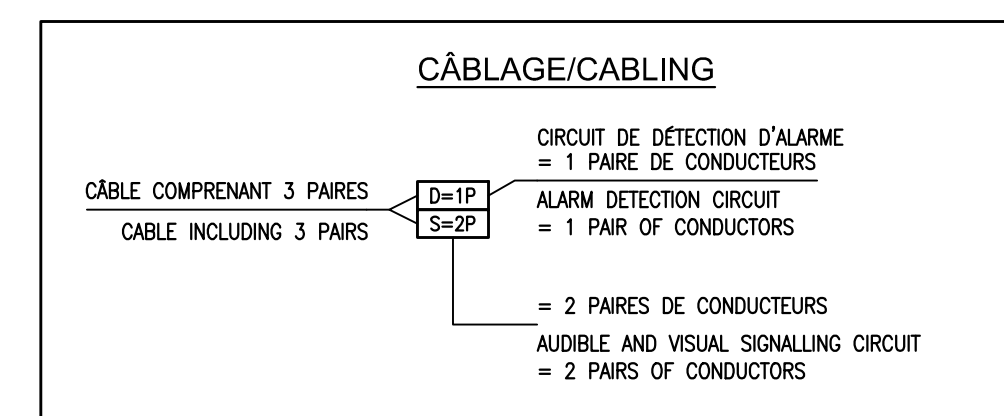 CÂBLAGE/CABLING
CIRCUIT DE DÉTECTION D'ALARME
= 1 PAIRE DE CONDUCTEURS
CÂBLE COMPRENANT 3 PAIRES
CABLE INCLUDING 3 PAIRS
D=1P
S=2P
ALARM DETECTION CIRCUIT
= 1 PAIR OF CONDUCTORS
= 2 PAIRES DE CONDUCTEURS
AUDIBLE AND VISUAL SIGNALLING CIRCUIT
= 2 PAIRS OF CONDUCTORS